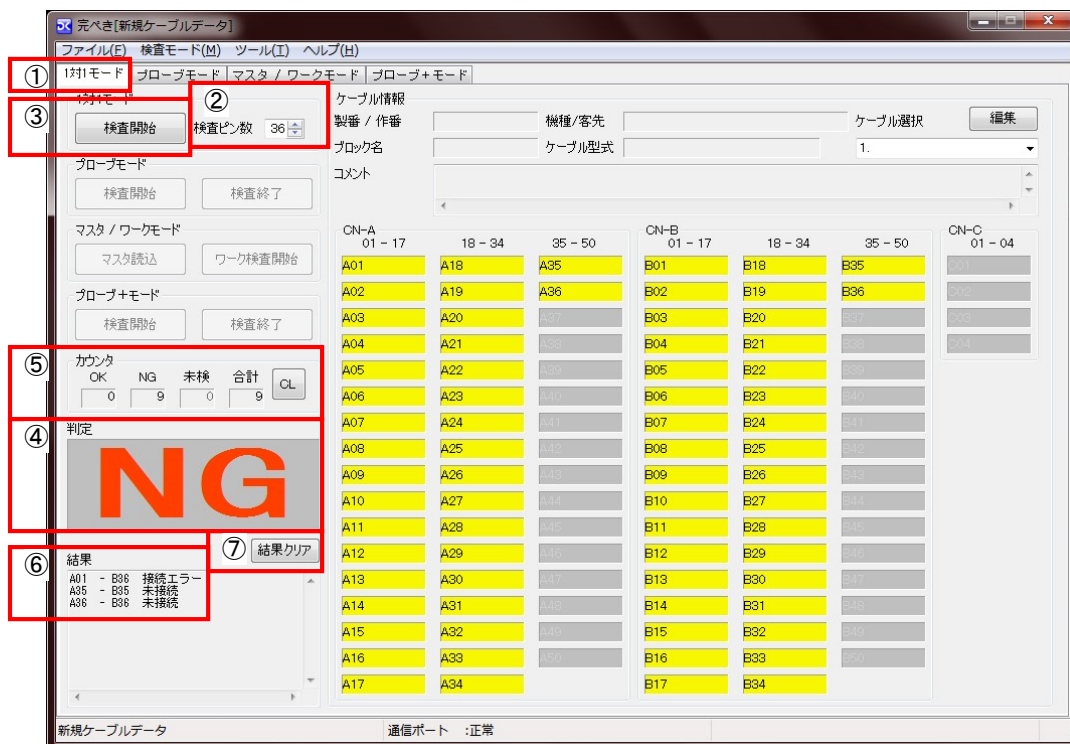 完ぺき[新規ケーブルデータ]
ファイル(F) 検査モード(M) ツール(T) ヘルプ(H)
① 1対1モード プローブモード マスタ / ワークモード プローブ+モード
1対1モード
③ 検査開始 ② 検査ピン数 36
プローブモード
検査開始 検査終了
マスタ / ワークモード
マスタ読込 ワーク検査開始
プローブ+モード
検査開始 検査終了
⑤ カウンタ
OK NG 未検 合計 CL
0 9 0 9
④ 判定
NG
⑦ 結果クリア
⑥ 結果
A01 - B36 接続エラー
A35 - B35 未接続
A36 - B36 未接続
ケーブル情報
製番 / 作番 機種/客先 ケーブル選択 編集
ブロック名 ケーブル型式 1.
コメント
CN-A CN-B CN-C
01 - 17 18 - 34 35 - 50 01 - 17 18 - 34 35 - 50 01 - 04
A01 A18 A35 B01 B18 B35
A02 A19 A36 B02 B19 B36 C02
A03 A20 A37 B03 B20 B37 C03
A04 A21 A38 B04 B21 B38 C04
A05 A22 A39 B05 B22 B39
A06 A23 A40 B06 B23 B40
A07 A24 A41 B07 B24 B41
A08 A25 A42 B08 B25 B42
A09 A26 A43 B09 B26 B43
A10 A27 A44 B10 B27 B44
A11 A28 A45 B11 B28 B45
A12 A29 A46 B12 B29 B46
A13 A30 A47 B13 B30 B47
A14 A31 A48 B14 B31 B48
A15 A32 A49 B15 B32 B49
A16 A33 A50 B16 B33 B50
A17 A34 B17 B34
新規ケーブルデータ 通信ポート :正常